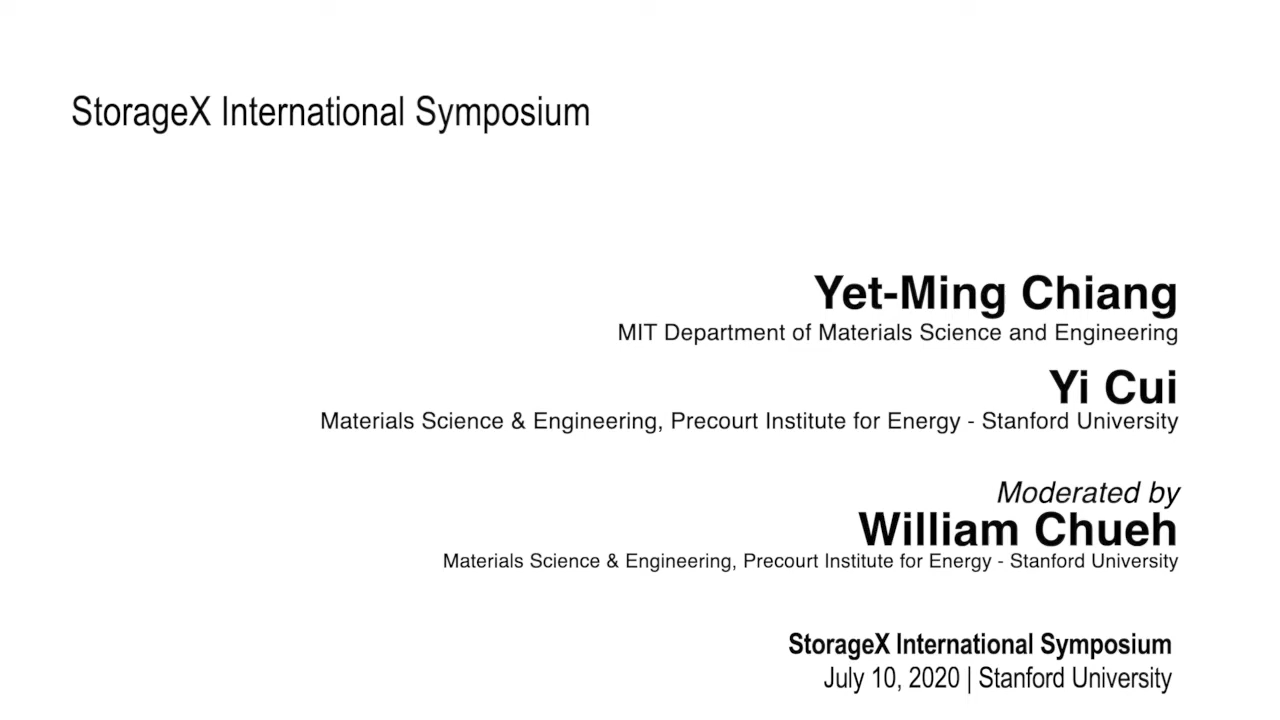 StorageX International Symposium
Yet-Ming Chiang
MIT Department of Materials Science and Engineering
Yi Cui
Materials Science & Engineering, Precourt Institute for Energy - Stanford University
Moderated by
William Chueh
Materials Science & Engineering, Precourt Institute for Energy - Stanford University
StorageX International Symposium
July 10, 2020 | Stanford University